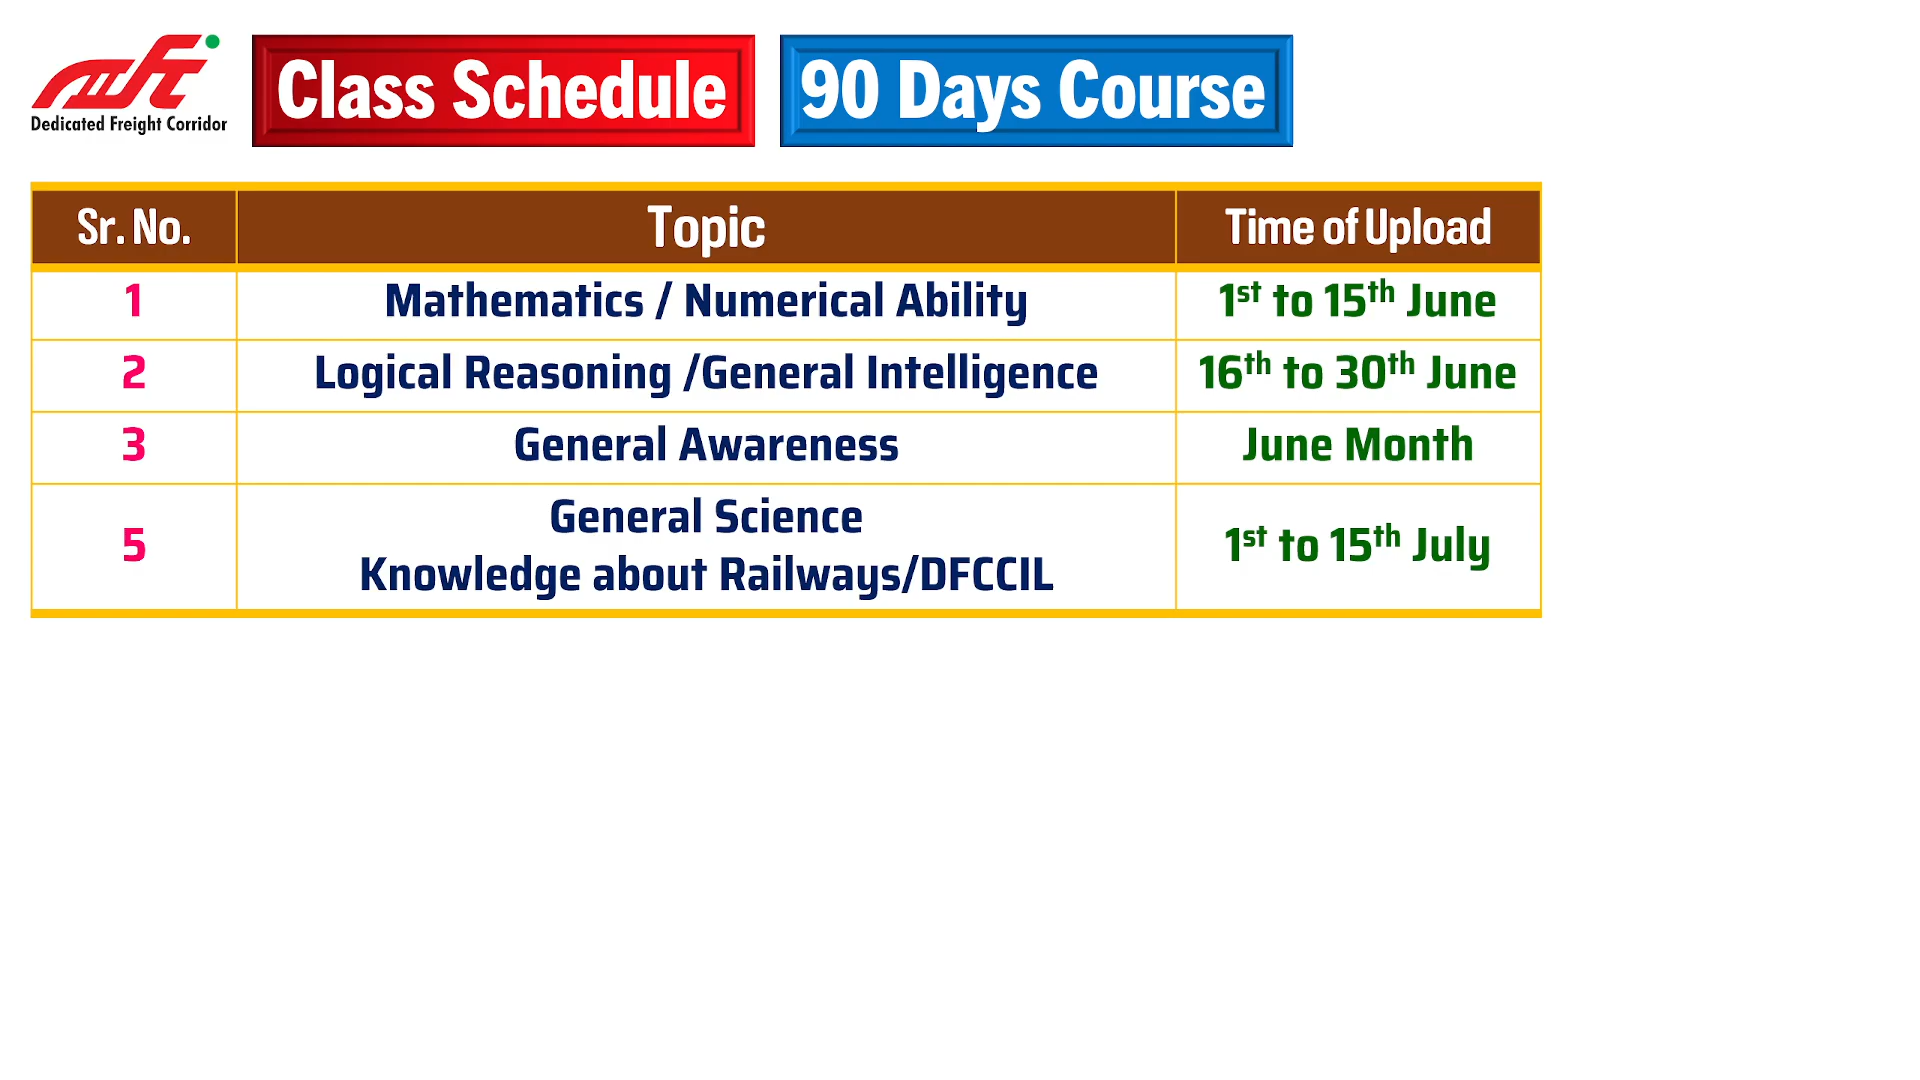 Dedicated Freight Corridor
Class Schedule
90 Days Course
Sr. No. Topic Time of Upload
1 Mathematics / Numerical Ability 1st to 15th June
2 Logical Reasoning /General Intelligence 16th to 30th June
3 General Awareness June Month
5 General Science
Knowledge about Railways/DFCCIL 1st to 15th July